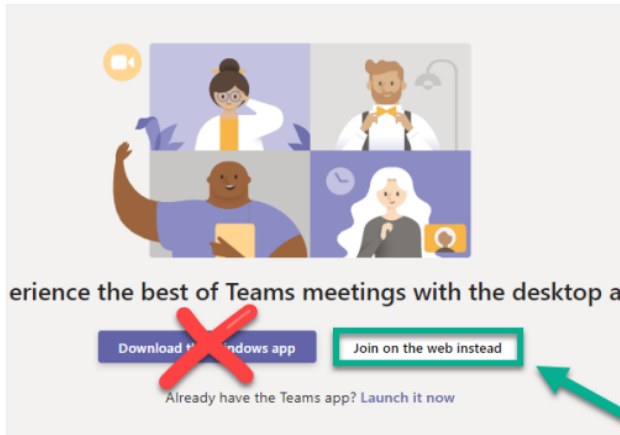 erience the best of Teams meetings with the desktop a
Download t ndows app
Join on the web instead
Already have the Teams app? Launch it now